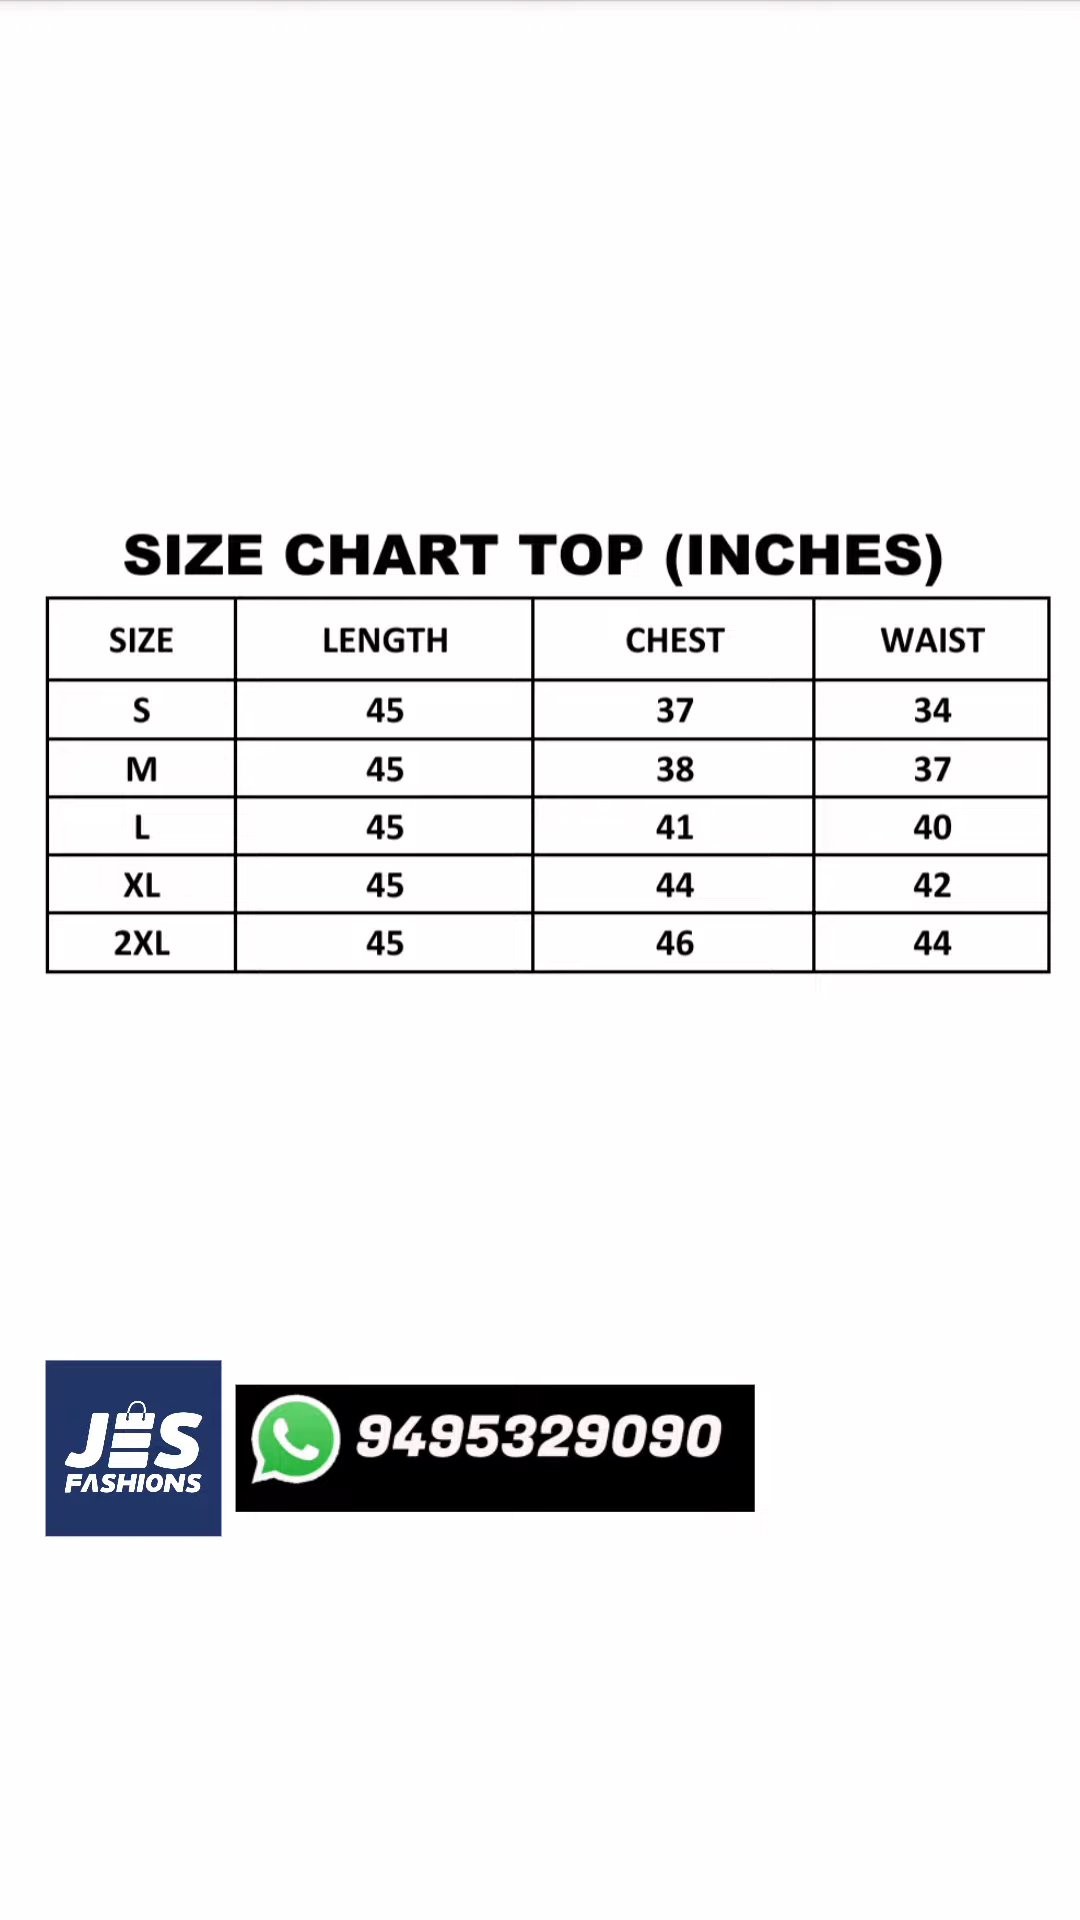 SIZE CHART TOP (INCHES)
SIZE LENGTH CHEST WAIST
S 45 37 34
M 45 38 37
L 45 41 40
XL 45 44 42
2XL 45 46 44
JES
FASHIONS
9495329090